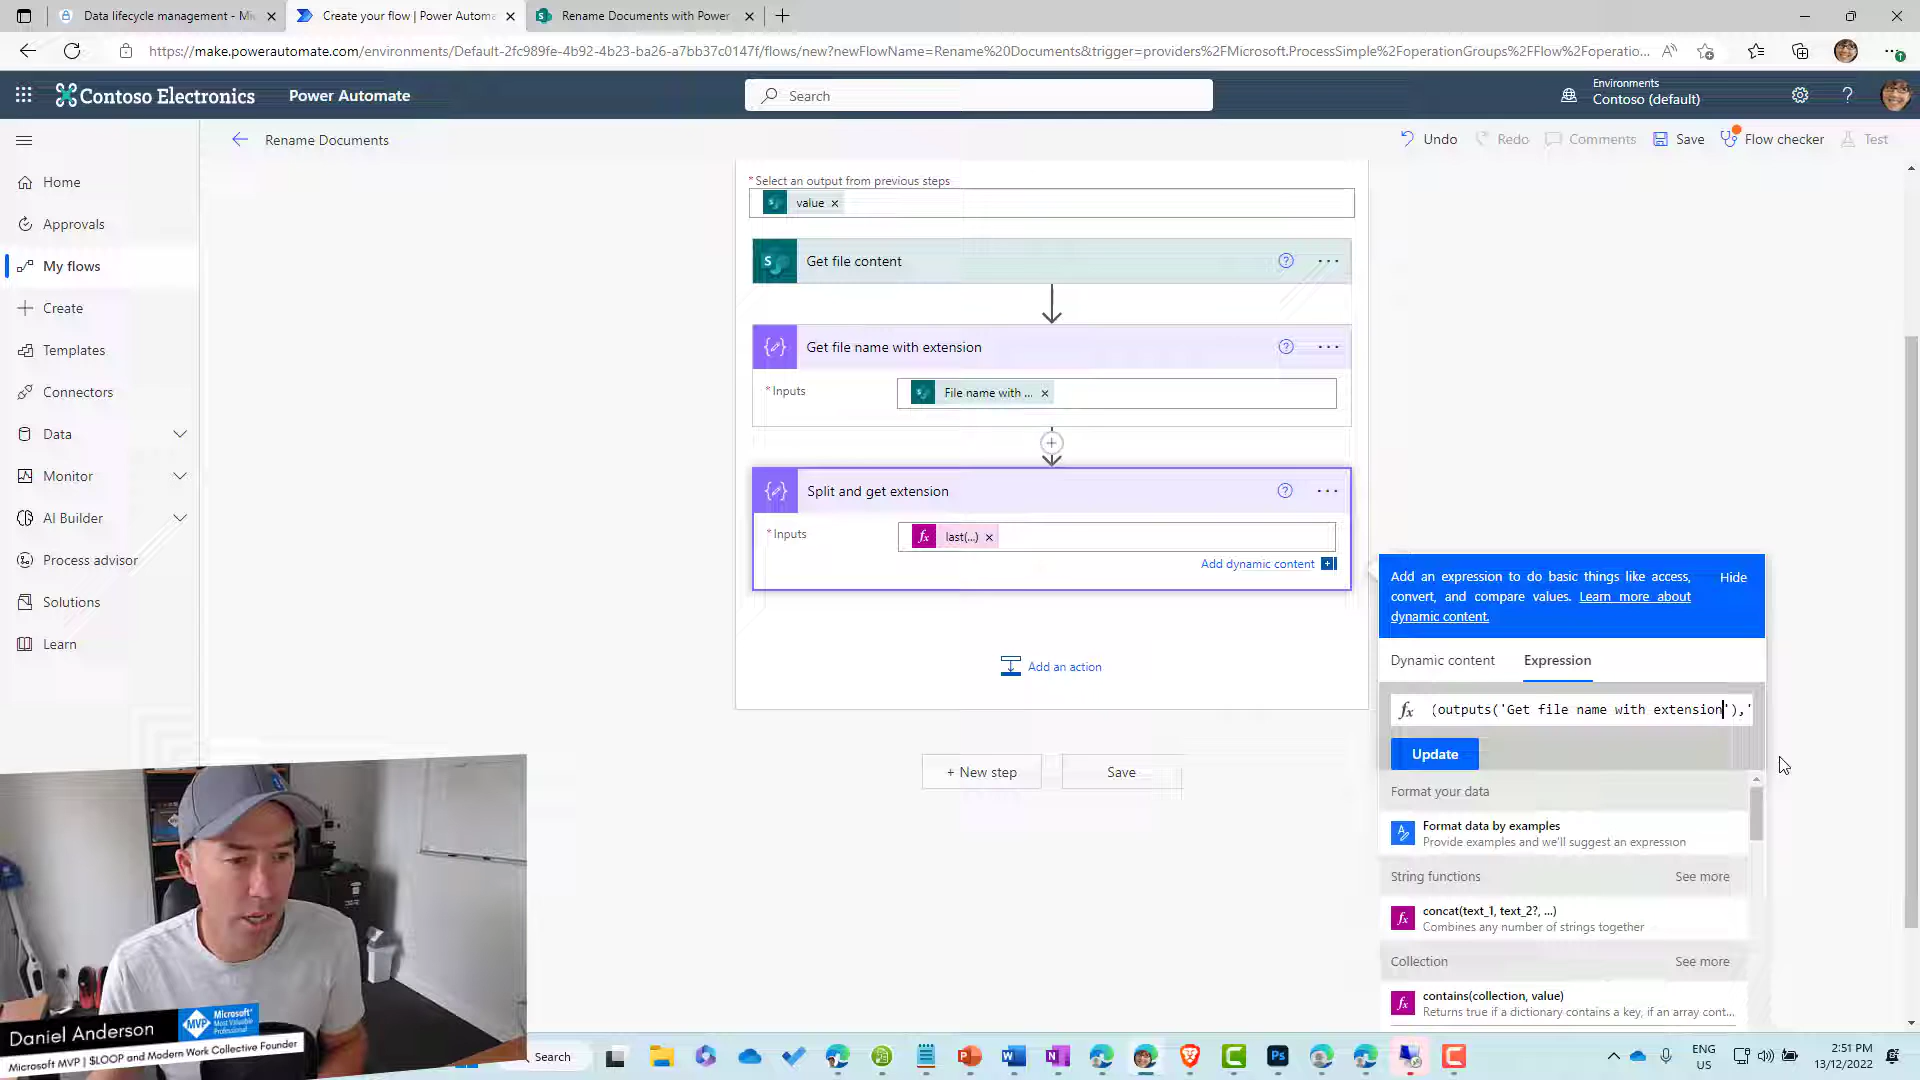 Data lifecycle management - Mi
Create your flow | Power Automa
Rename Documents with Power
https://make.powerautomate.com/environments/Default-2fc989fe-4b92-4b23-ba26-a7bb37c0147f/flows/new?newFlowName=Rename%20Documents&trigger=providers%2FMicrosoft.ProcessSimple%2FoperationGroups%2FFlow%2Foperatio...
Contoso Electronics
Power Automate
Search
Environments
Contoso (default)
Rename Documents
Undo
Redo
Comments
Save
Flow checker
Test
Home
Approvals
My flows
Create
Templates
Connectors
Data
Monitor
AI Builder
Process advisor
Solutions
Learn
*Select an output from previous steps
value
Get file content
Get file name with extension
*Inputs
File name with ...
Split and get extension
*Inputs
last(...)
Add dynamic content
Add an action
+ New step
Save
Add an expression to do basic things like access,
convert, and compare values. Learn more about
dynamic content.
Hide
Dynamic content
Expression
(outputs('Get file name with extension'),'
Update
Format your data
Format data by examples
Provide examples and we'll suggest an expression
String functions
See more
concat(text_1, text_2?, ...)
Combines any number of strings together
Collection
See more
contains(collection, value)
Returns true if a dictionary contains a key, if an array cont...
Daniel Anderson
MVP
Microsoft®
Most Valuable
Professional
Microsoft MVP | $LOOP and Modern Work Collective Founder
Search
ENG
US
2:51 PM
13/12/2022